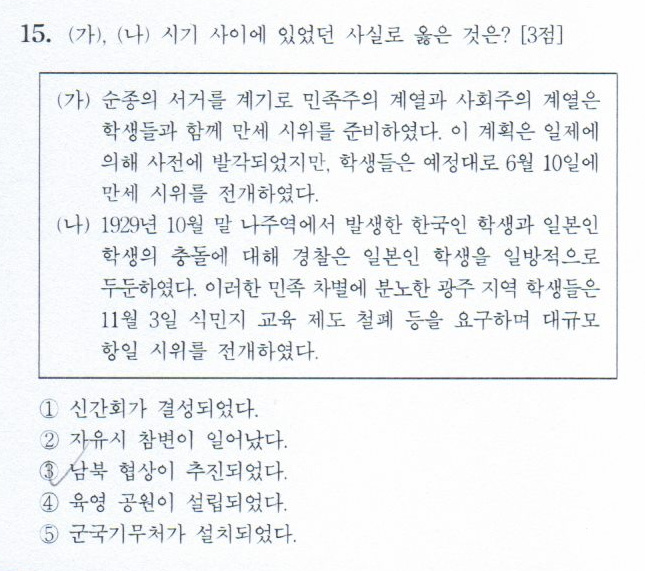 15. (가), (나) 시기 사이에 있었던 사실로 옳은 것은? [3점]
(가) 순종의 서거를 계기로 민족주의 계열과 사회주의 계열은
학생들과 함께 만세 시위를 준비하였다. 이 계획은 일제에
의해 사전에 발각되었지만, 학생들은 예정대로 6월 10일에
만세 시위를 전개하였다.
(나) 1929년 10월 말 나주역에서 발생한 한국인 학생과 일본인
학생의 충돌에 대해 경찰은 일본인 학생을 일방적으로
두둔하였다. 이러한 민족 차별에 분노한 광주 지역 학생들은
11월 3일 식민지 교육 제도 철폐 등을 요구하며 대규모
항일 시위를 전개하였다.
① 신간회가 결성되었다.
② 자유시 참변이 일어났다.
③ 남북 협상이 추진되었다.
④ 육영 공원이 설립되었다.
⑤ 군국기무처가 설치되었다.